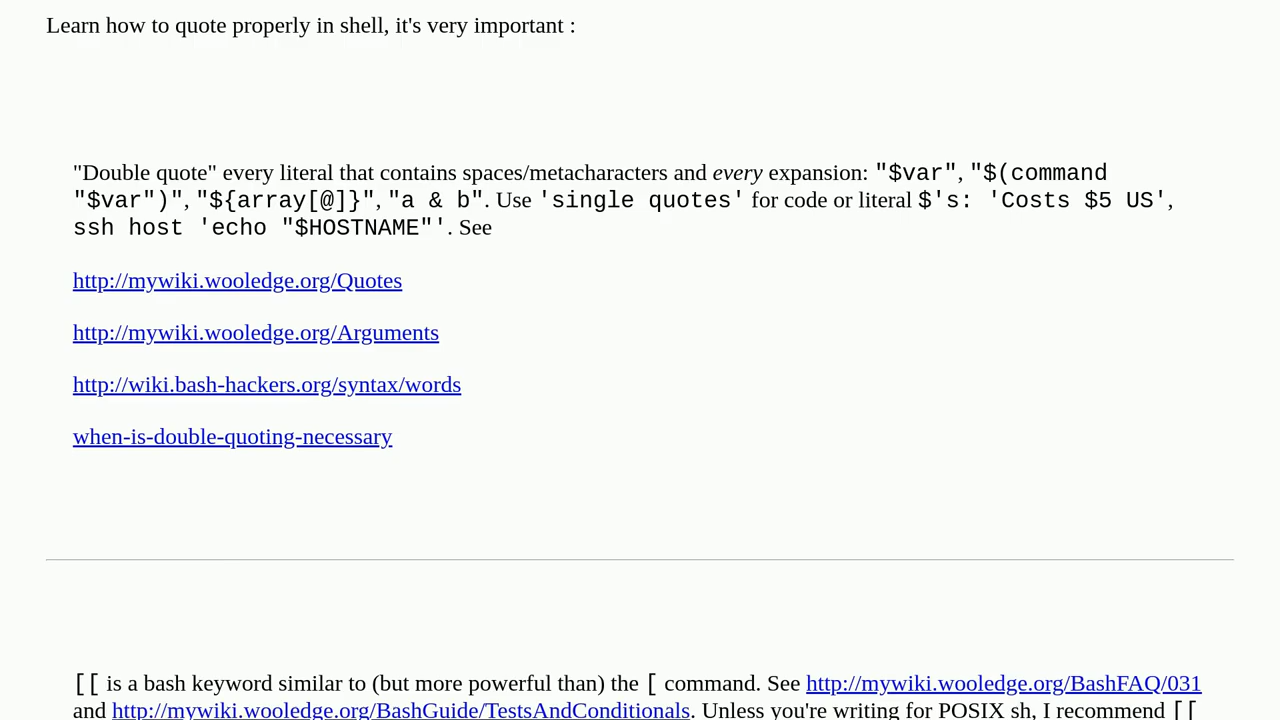 Learn how to quote properly in shell, it's very important :
"Double quote" every literal that contains spaces/metacharacters and every expansion: "$var", "$(command
"$var")", "${array[@]}", "a & b". Use 'single quotes' for code or literal $'s: 'Costs $5 US',
ssh host 'echo "$HOSTNAME"'. See
http://mywiki.wooledge.org/Quotes
http://mywiki.wooledge.org/Arguments
http://wiki.bash-hackers.org/syntax/words
when-is-double-quoting-necessary
[[ is a bash keyword similar to (but more powerful than) the [ command. See http://mywiki.wooledge.org/BashFAQ/031
and http://mywiki.wooledge.org/BashGuide/TestsAndConditionals. Unless you're writing for POSIX sh, I recommend [[